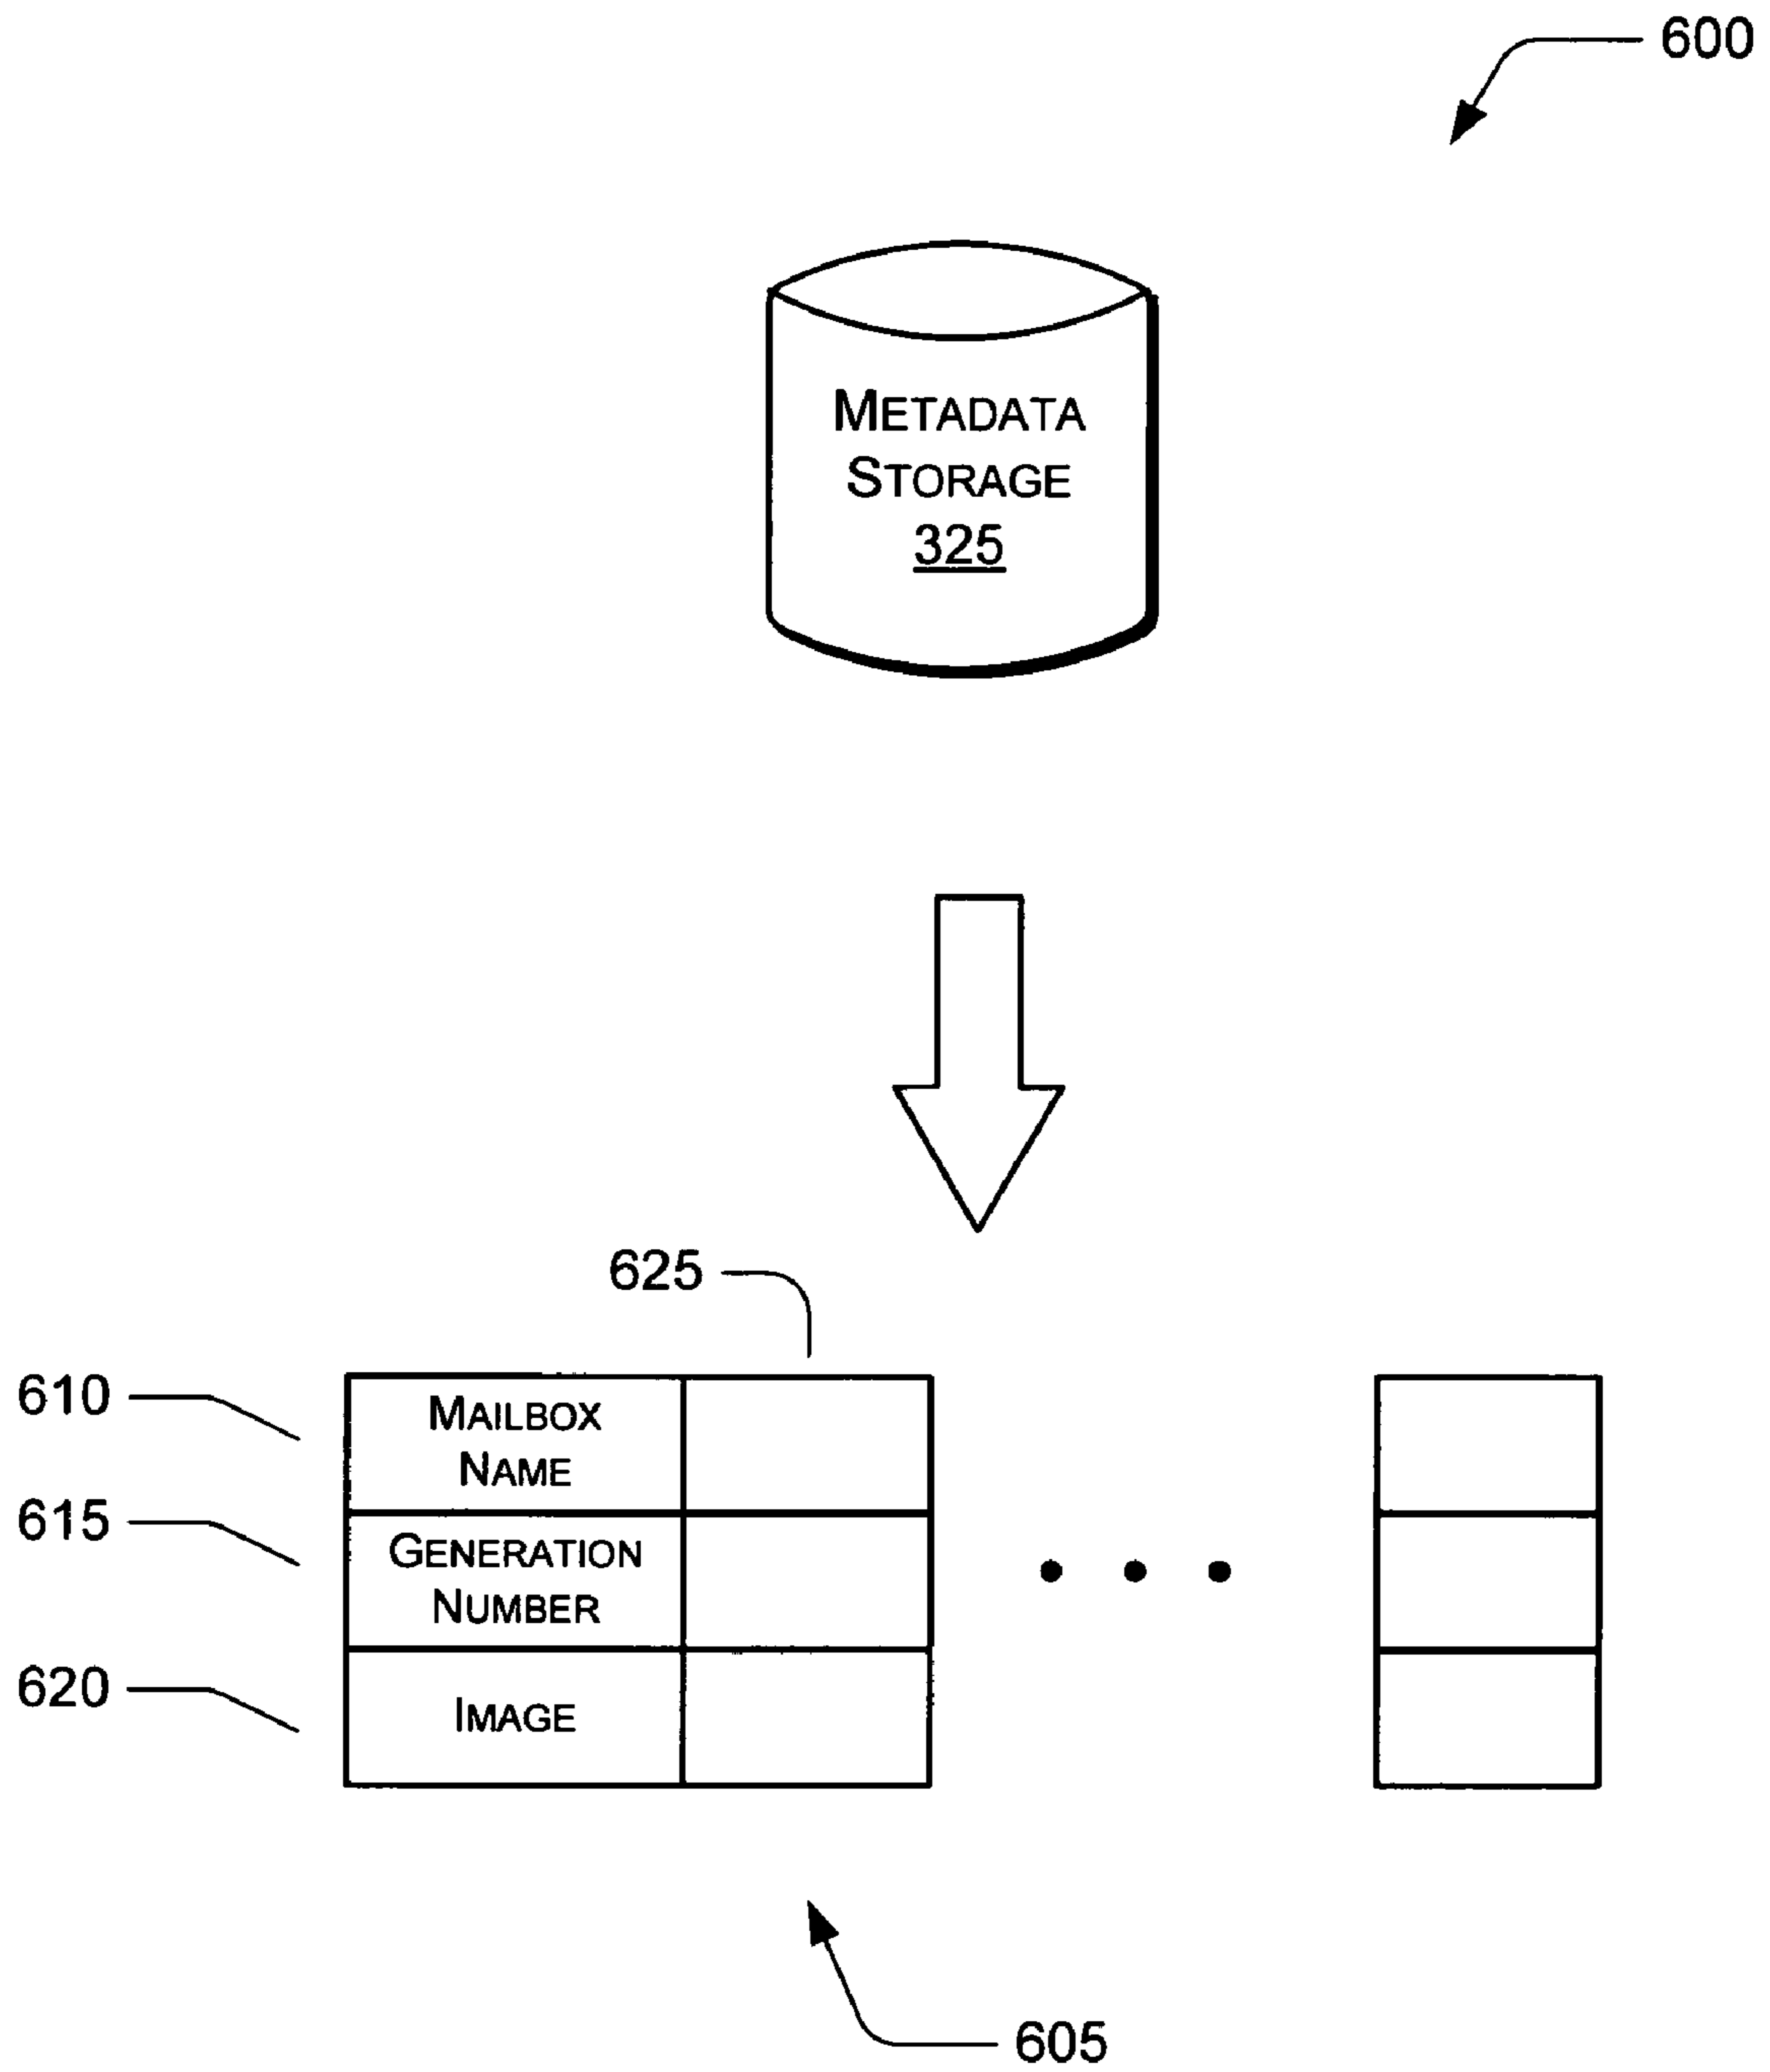 600
METADATA
STORAGE
325
625
610
MAILBOX
NAME
615
GENERATION
NUMBER
620
IMAGE
605